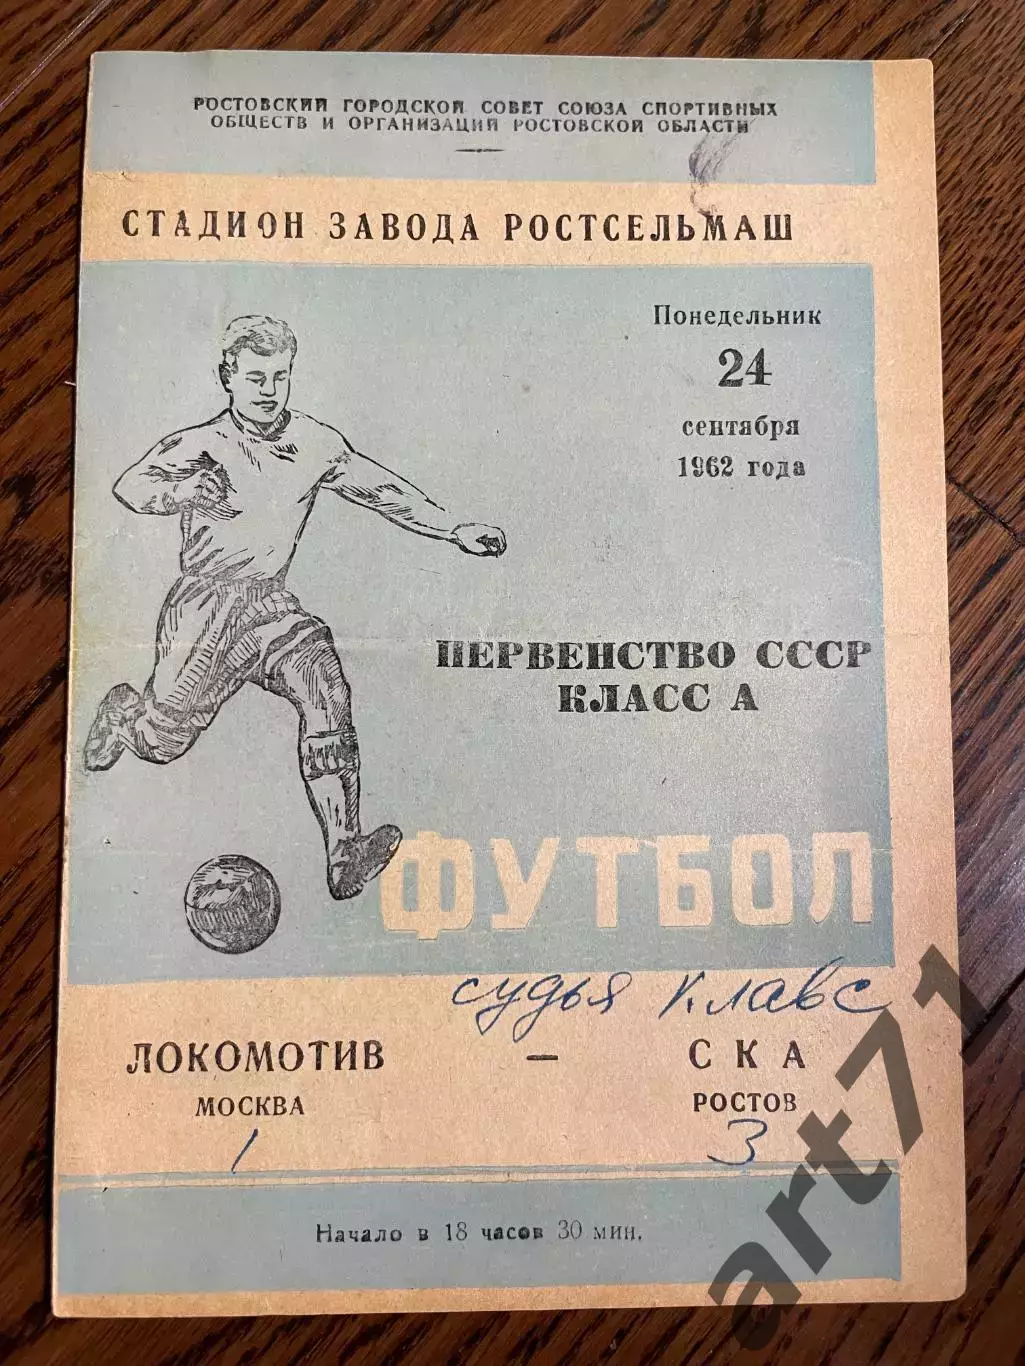 РОСТОВСКИЙ ГОРОДСКОЙ СОВЕТ СОЮЗА СПОРТИВНЫХ
ОБЩЕСТВ И ОРГАНИЗАЦИЙ РОСТОВСКОЙ ОБЛАСТИ
СТАДИОН ЗАВОДА РОСТСЕЛЬМАШ
Понедельник
24
сентября
1962 года
ПЕРВЕНСТВО СССР
КЛАСС А
ФУТБОЛ
судья Клавс
ЛОКОМОТИВ — СКА
МОСКВА РОСТОВ
1 3
Начало в 18 часов 30 мин.
art71